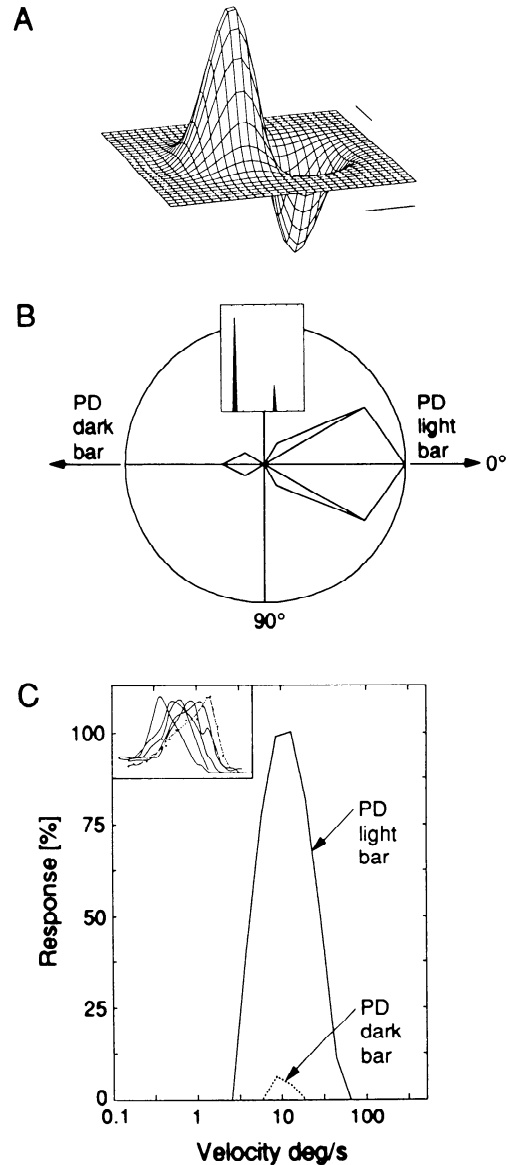 A
B
PD
dark
bar
PD
light
bar
0°
90°
C
100
75
50
25
0
Response [%]
PD
light
bar
PD
dark
bar
0.1
1
10
100
Velocity deg/s